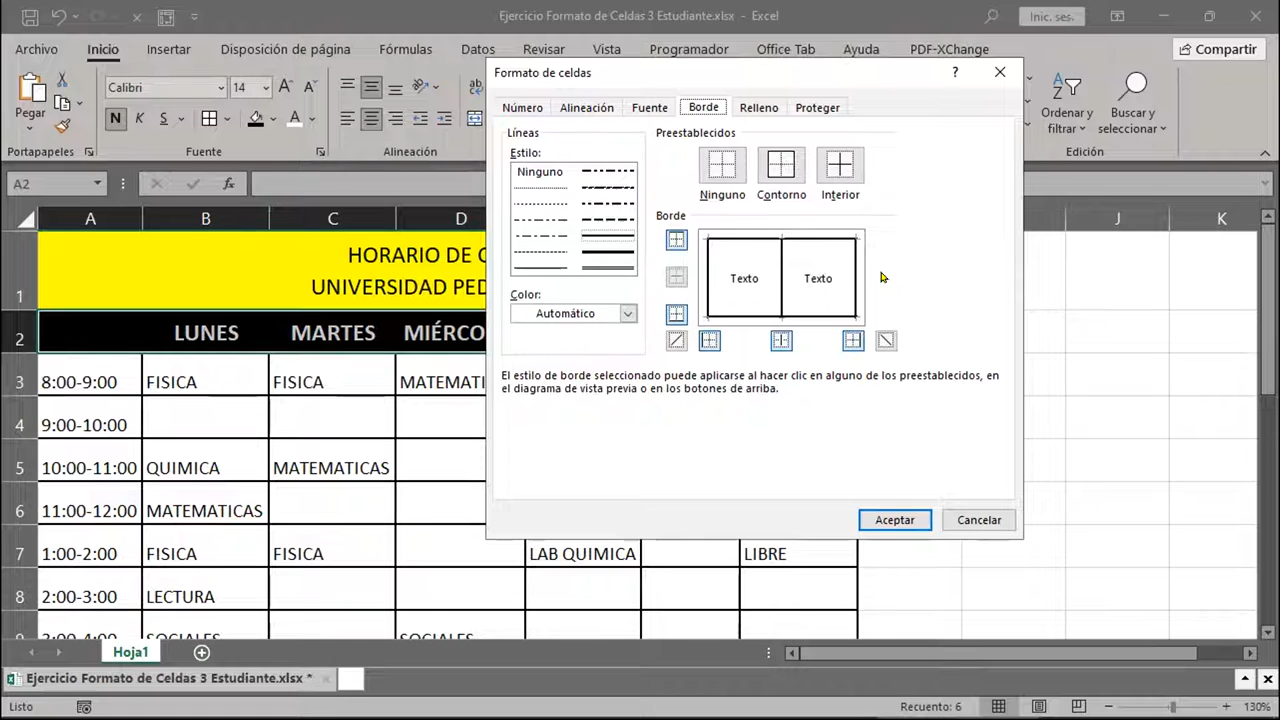 Ejercicio Formato de Celdas 3 Estudiante.xlsx - Excel
Inic. ses.
Archivo Inicio Insertar Disposición de página Fórmulas Datos Revisar Vista Programador Office Tab Ayuda PDF-XChange Compartir
Pegar
Calibri 14
N K S A
Ordenar y filtrar
Buscar y seleccionar
Portapapeles Fuente Alineación Edición
A2 fx
A B C D J K
1 HORARIO DE C
UNIVERSIDAD PED
2 LUNES MARTES MIÉRCO
3 8:00-9:00 FISICA FISICA MATEMATI
4 9:00-10:00
5 10:00-11:00 QUIMICA MATEMATICAS
6 11:00-12:00 MATEMATICAS
7 1:00-2:00 FISICA FISICA LAB QUIMICA LIBRE
8 2:00-3:00 LECTURA
9 3:00-4:00 SOCIALES SOCIALES
Formato de celdas ?
Número Alineación Fuente Borde Relleno Proteger
Líneas
Estilo:
Ninguno
Color:
Automático
Preestablecidos
Ninguno Contorno Interior
Borde
Texto Texto
El estilo de borde seleccionado puede aplicarse al hacer clic en alguno de los preestablecidos, en
el diagrama de vista previa o en los botones de arriba.
Aceptar Cancelar
Hoja1
Ejercicio Formato de Celdas 3 Estudiante.xlsx *
Listo Recuento: 6 130%